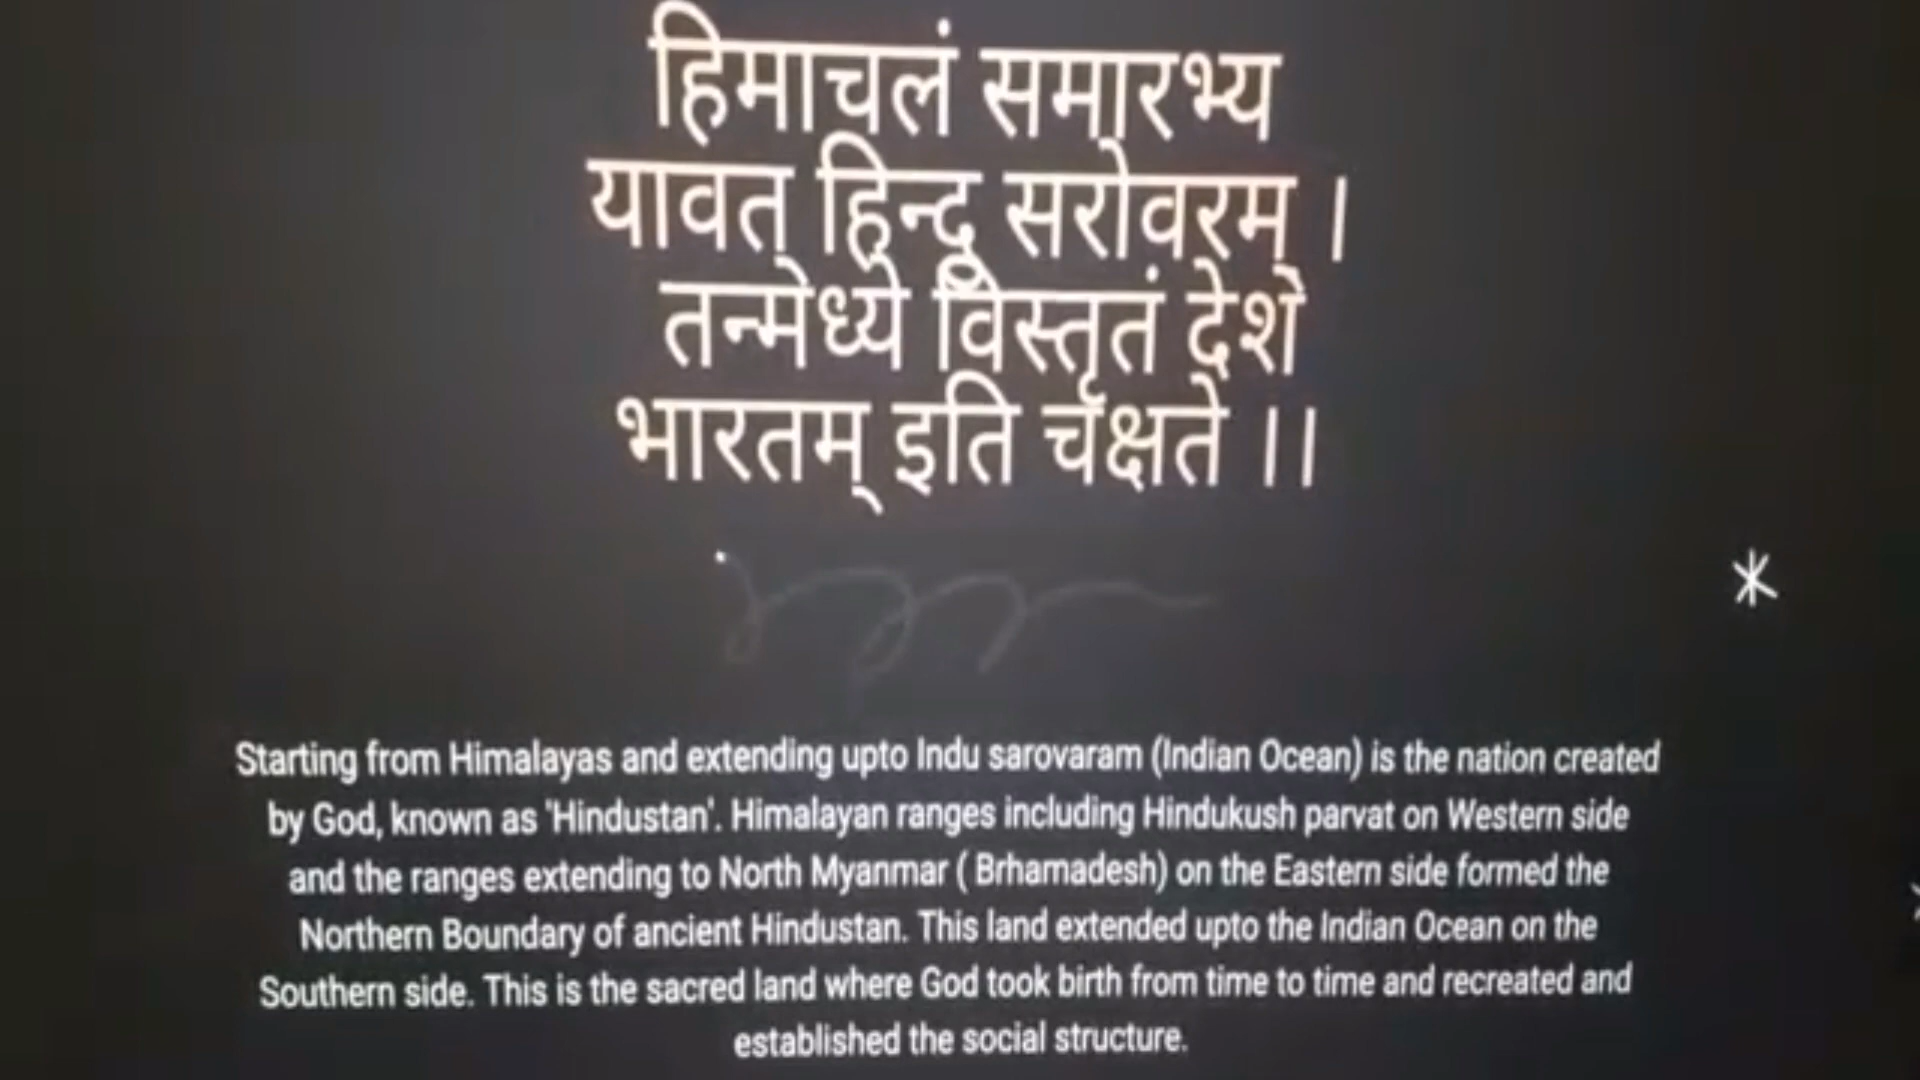 हिमाचलं समारभ्य
यावत् हिन्दू सरोवरम् ।
तन्मेध्ये विस्तृतं देशे
भारतम् इति चॅक्षते ।।
Starting from Himalayas and extending upto Indu sarovaram (Indian Ocean) is the nation created
by God, known as 'Hindustan'. Himalayan ranges including Hindukush parvat on Western side
and the ranges extending to North Myanmar ( Brhamadesh) on the Eastern side formed the
Northern Boundary of ancient Hindustan. This land extended upto the Indian Ocean on the
Southern side. This is the sacred land where God took birth from time to time and recreated and
established the social structure.